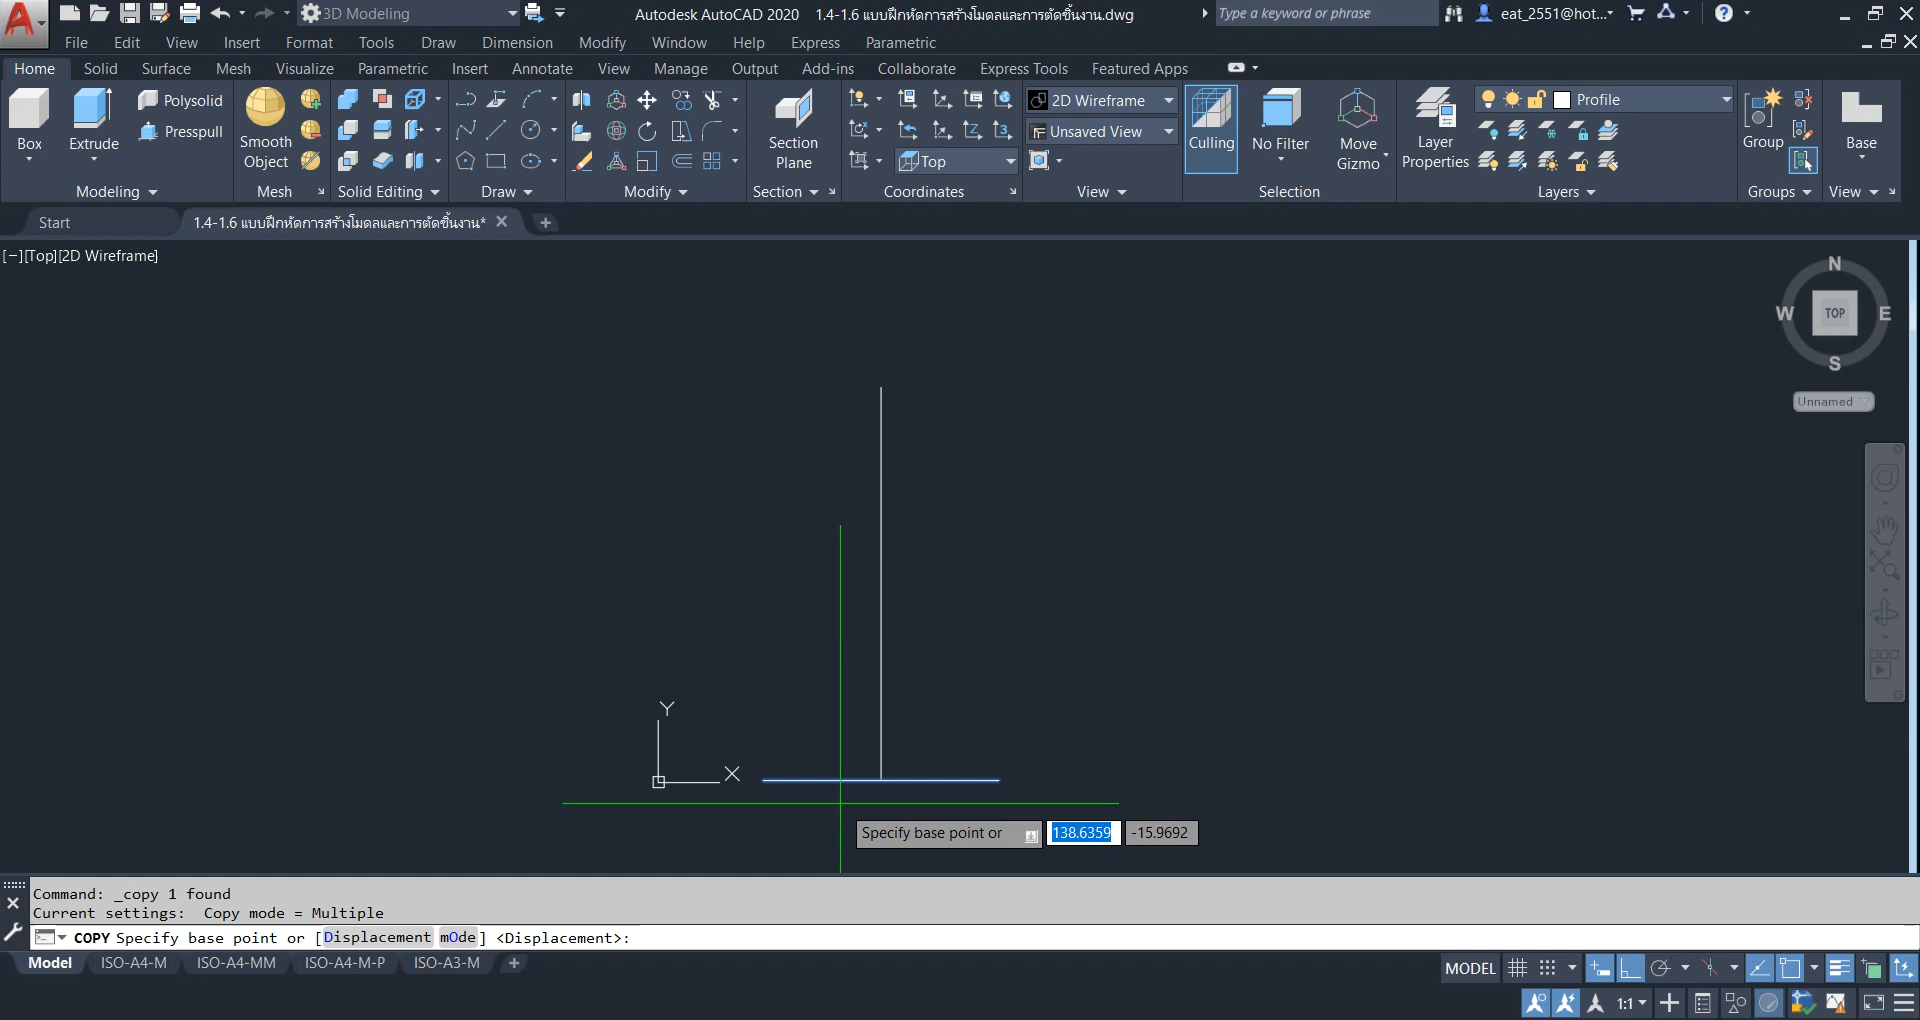 3D Modeling
Autodesk AutoCAD 2020 1.4-1.6 แบบฝึกหัดการสร้างโมเดลและการตัดชิ้นงาน.dwg
Type a keyword or phrase
eat_2551@hot...
File Edit View Insert Format Tools Draw Dimension Modify Window Help Express Parametric
Home Solid Surface Mesh Visualize Parametric Insert Annotate View Manage Output Add-ins Collaborate Express Tools Featured Apps
Box
Extrude
Polysolid
Presspull
Modeling
Smooth
Object
Mesh
Solid Editing
Draw
Modify
Section
Plane
Section
Top
Coordinates
2D Wireframe
Unsaved View
View
Culling
No Filter
Move
Gizmo
Selection
Layer
Properties
Profile
Layers
Group
Groups
Base
View
Start
1.4-1.6 แบบฝึกหัดการสร้างโมเดลและการตัดชิ้นงาน*
[−][Top][2D Wireframe]
N
W TOP E
S
Unnamed
Y
X
Specify base point or 138.6359 -15.9692
Command: _copy 1 found
Current settings: Copy mode = Multiple
COPY Specify base point or [Displacement mOde] <Displacement>:
Model ISO-A4-M ISO-A4-MM ISO-A4-M-P ISO-A3-M
MODEL
1:1